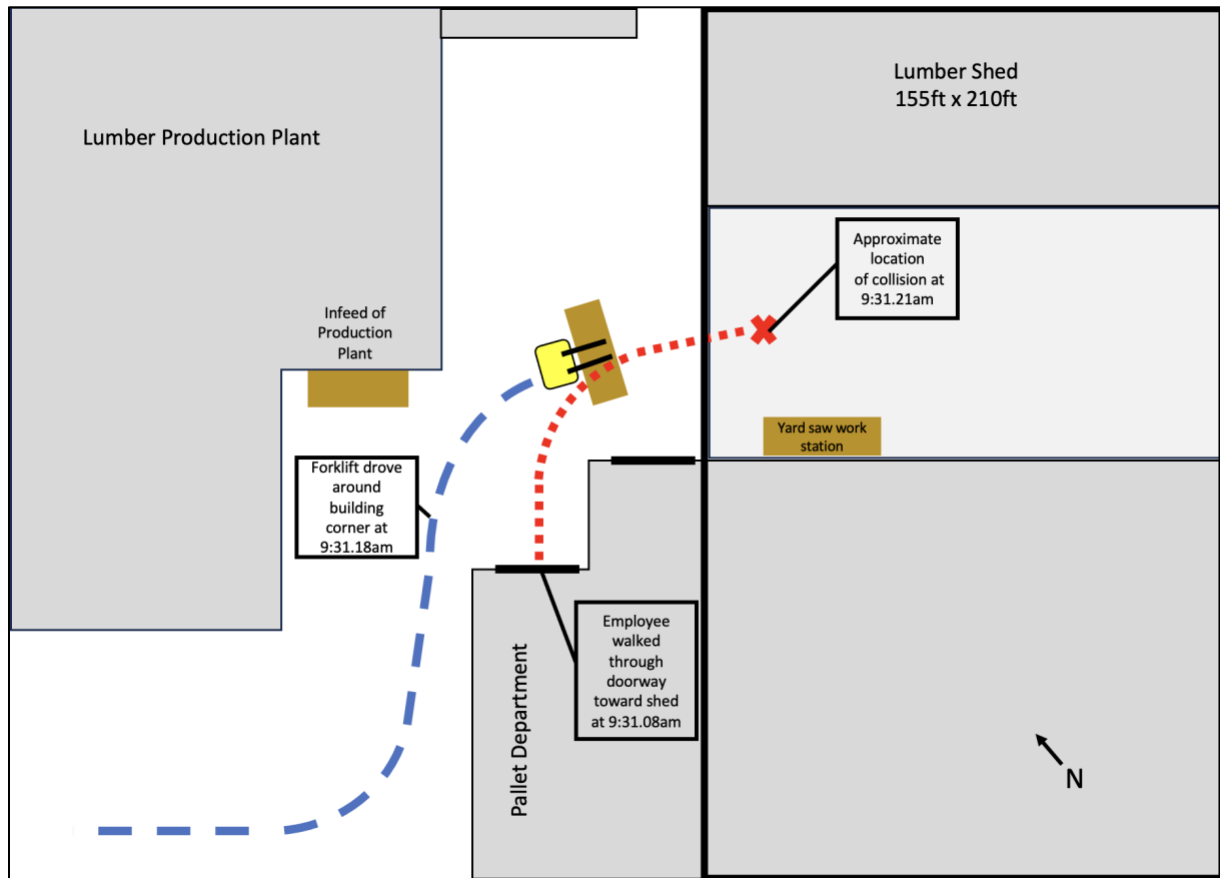 Lumber Production Plant
Lumber Shed
155ft x 210ft
Approximate
location
of collision at
9:31.21am
Infeed of
Production
Plant
Yard saw work
station
Forklift drove
around
building
corner at
9:31.18am
Employee
walked
through
doorway
toward shed
at 9:31.08am
Pallet Department
N